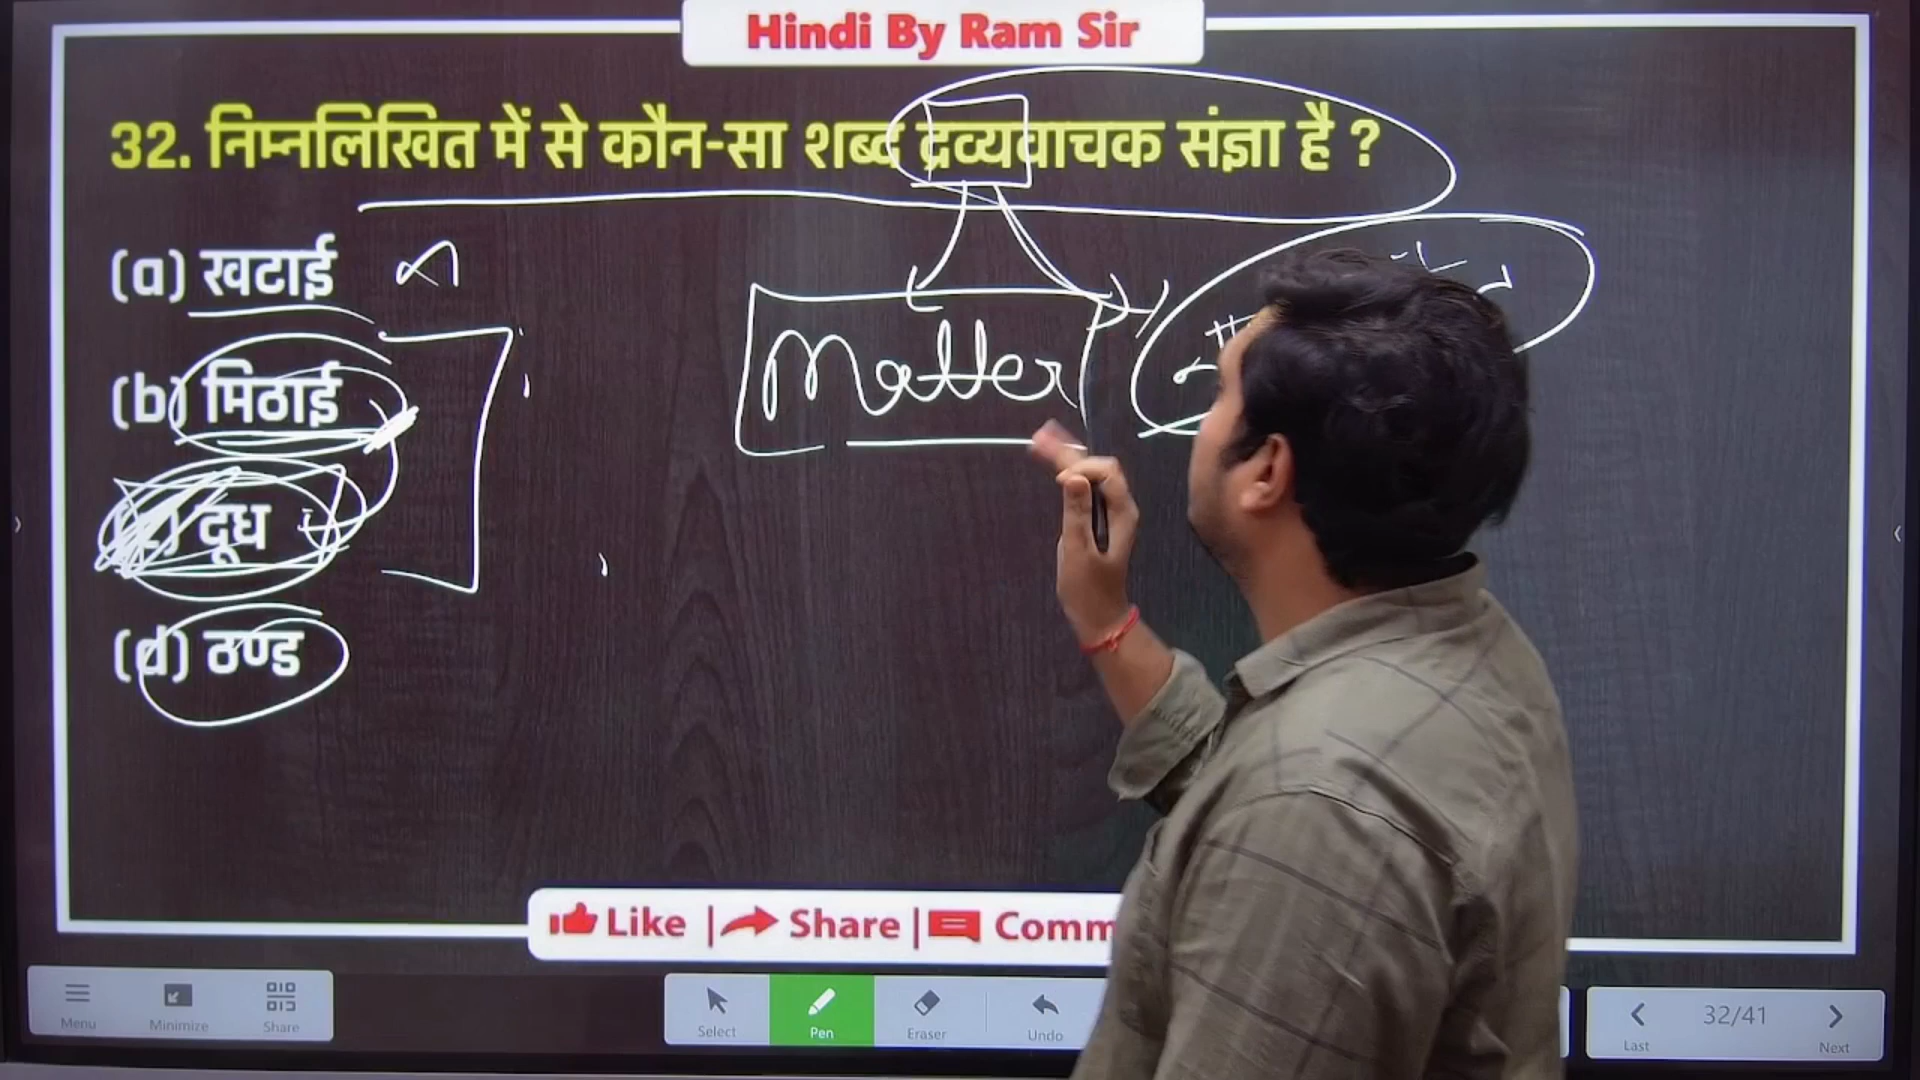 Hindi By Ram Sir
32. निम्नलिखित में से कौन-सा शब्द द्रव्यवाचक संज्ञा है ?
(a) खटाई
(b) मिठाई
Matter
दूध
(d) ठण्ड
Like | Share | Comm
Menu Minimize Share Select Pen Eraser Undo Last 32/41 Next